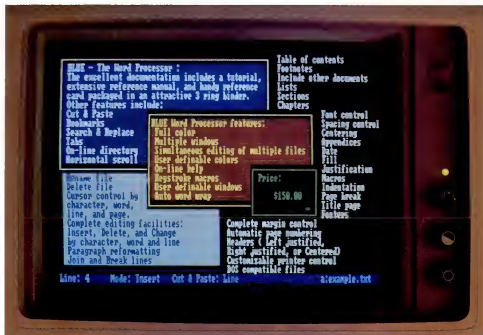 BLUE - The Word Processor :
The excellent documentation includes a tutorial,
extensive reference manual, and handy reference
card packaged in an attractive 3 ring binder.
Other features include:
Cut & Paste
Bookmarks
Search & Replace
Tabs
On-line directory
Horizontal scroll
Rename file
Delete file
Cursor control by
character, word,
line, and page.
Complete editing facilities:
Insert, Delete, and Change
by character, word and line
Paragraph reformatting
Join and Break lines
BLUE Word Processor features:
Full color
Multiple windows
Simultaneous editing of multiple files
User definable colors
On-line help
Keystroke macros
User definable windows
Auto word wrap
Price:
$150.00
Table of contents
Footnotes
Include other documents
Lists
Sections
Chapters
Font control
Spacing control
Centering
Appendices
Date
Fill
Justification
Macros
Indentation
Page break
Title page
Footers
Complete margin control
Automatic page numbering
Headers ( Left justified,
Right justified, or Centered)
Customizable printer control
DOS compatible files
Line: 4 Mode: Insert Cut & Paste: Line a:example.txt